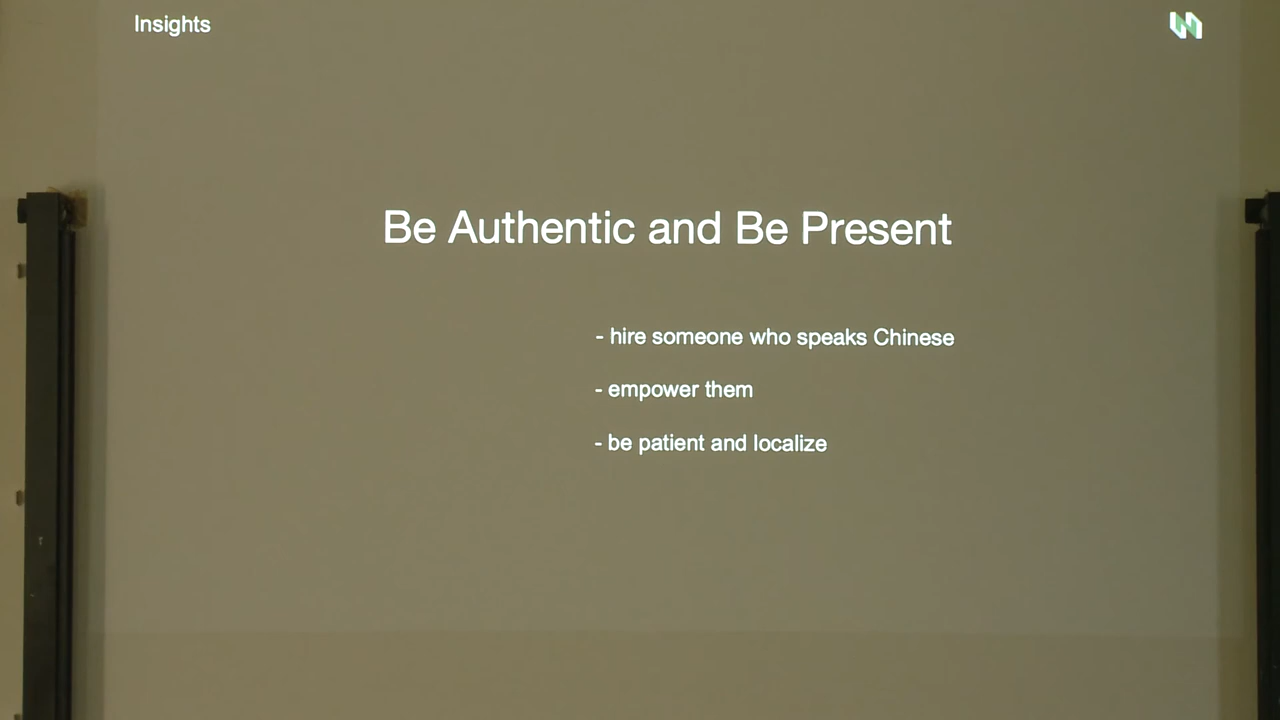 Insights
Be Authentic and Be Present
- hire someone who speaks Chinese
- empower them
- be patient and localize